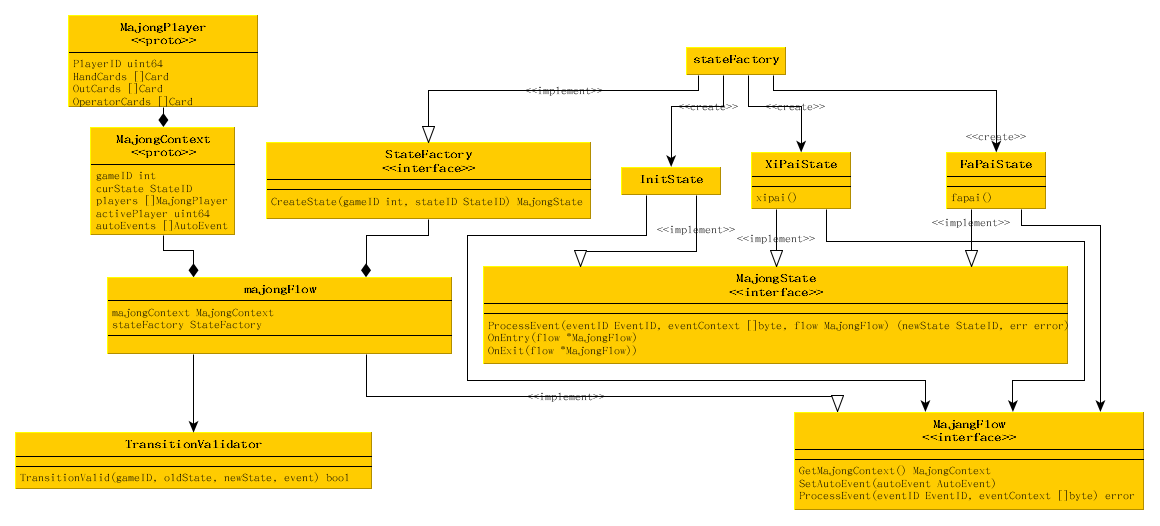 MajongPlayer
<<proto>>
PlayerID uint64
HandCards []Card
OutCards []Card
OperatorCards []Card
stateFactory
<<implement>>
<<create>>
<<create>>
<<create>>
MajongContext
<<proto>>
gameID int
curState StateID
players []MajongPlayer
activePlayer uint64
autoEvents []AutoEvent
StateFactory
<<interface>>
CreateState(gameID int, stateID StateID) MajongState
InitState
XiPaiState
xipai()
FaPaiState
fapai()
<<implement>>
<<implement>>
<<implement>>
majongFlow
majongContext MajongContext
stateFactory StateFactory
MajongState
<<interface>>
ProcessEvent(eventID EventID, eventContext []byte, flow MajongFlow) (newState StateID, err error)
OnEntry(flow *MajongFlow)
OnExit(flow *MajongFlow))
<<implement>>
TransitionValidator
TransitionValid(gameID, oldState, newState, event) bool
MajangFlow
<<interface>>
GetMajongContext() MajongContext
SetAutoEvent(autoEvent AutoEvent)
ProcessEvent(eventID EventID, eventContext []byte) error